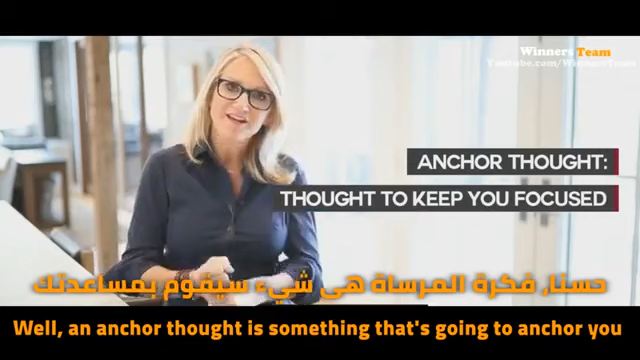 Winners Team
Youtube.com/WinnersTeam
ANCHOR THOUGHT:
THOUGHT TO KEEP YOU FOCUSED
حسنا, فكرة المرساة هى شيء سيقوم بمساعدتك
Well, an anchor thought is something that's going to anchor you